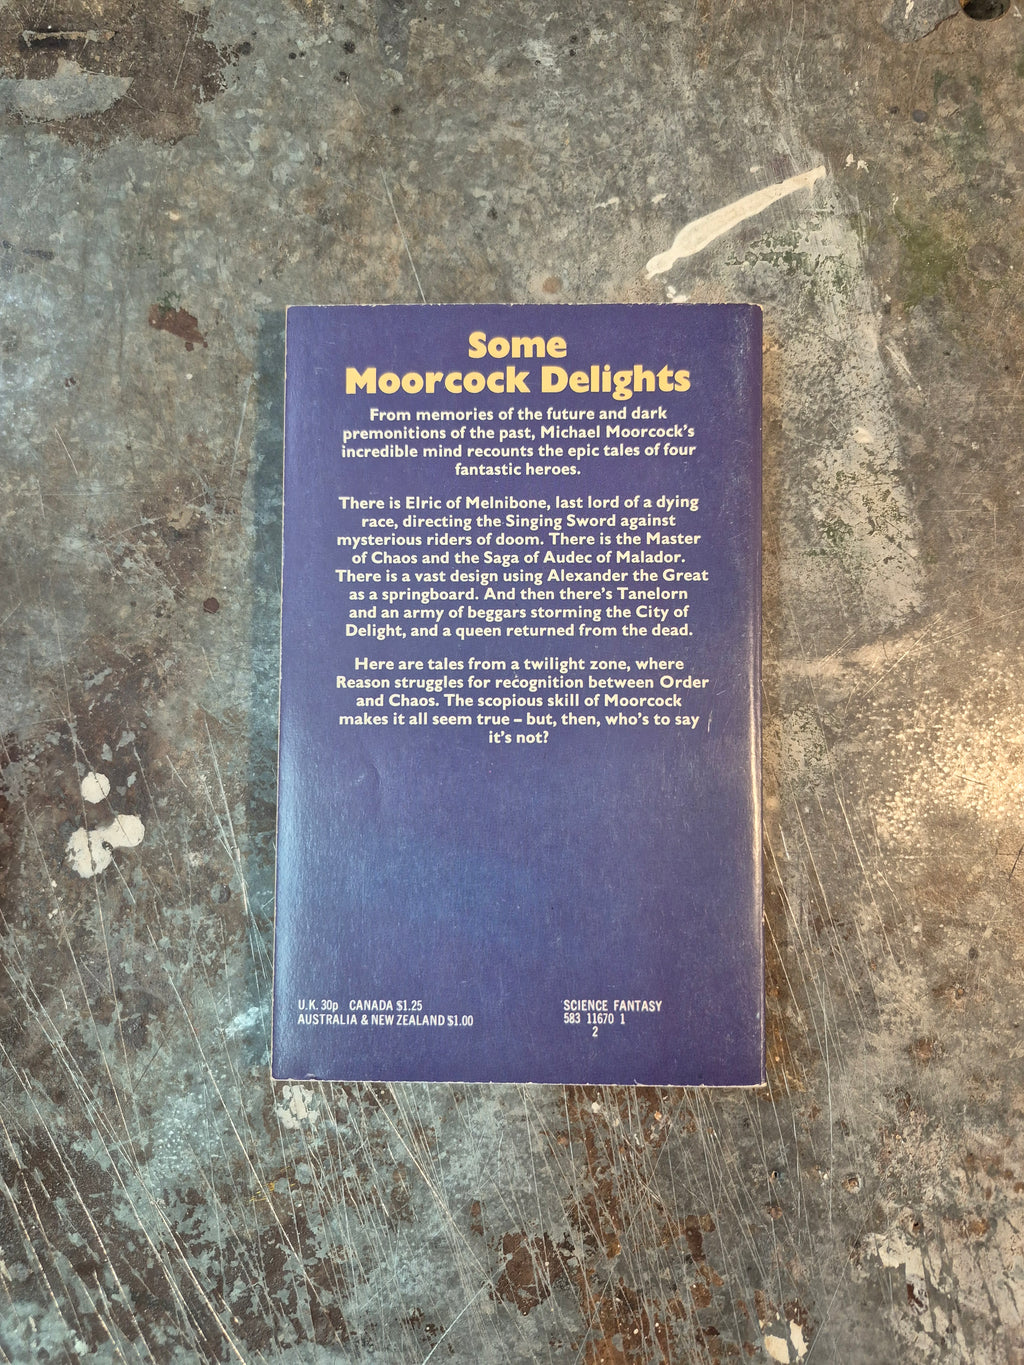 Some
Moorcock Delights
From memories of the future and dark
premonitions of the past, Michael Moorcock's
incredible mind recounts the epic tales of four
fantastic heroes.
There is Elric of Melnibone, last lord of a dying
race, directing the Singing Sword against
mysterious riders of doom. There is the Master
of Chaos and the Saga of Audec of Malador.
There is a vast design using Alexander the Great
as a springboard. And then there's Tanelorn
and an army of beggars storming the City of
Delight, and a queen returned from the dead.
Here are tales from a twilight zone, where
Reason struggles for recognition between Order
and Chaos. The scopious skill of Moorcock
makes it all seem true – but, then, who's to say
it's not?
U.K. 30p CANADA $1.25
AUSTRALIA & NEW ZEALAND $1.00
SCIENCE FANTASY
583 11670 1
2